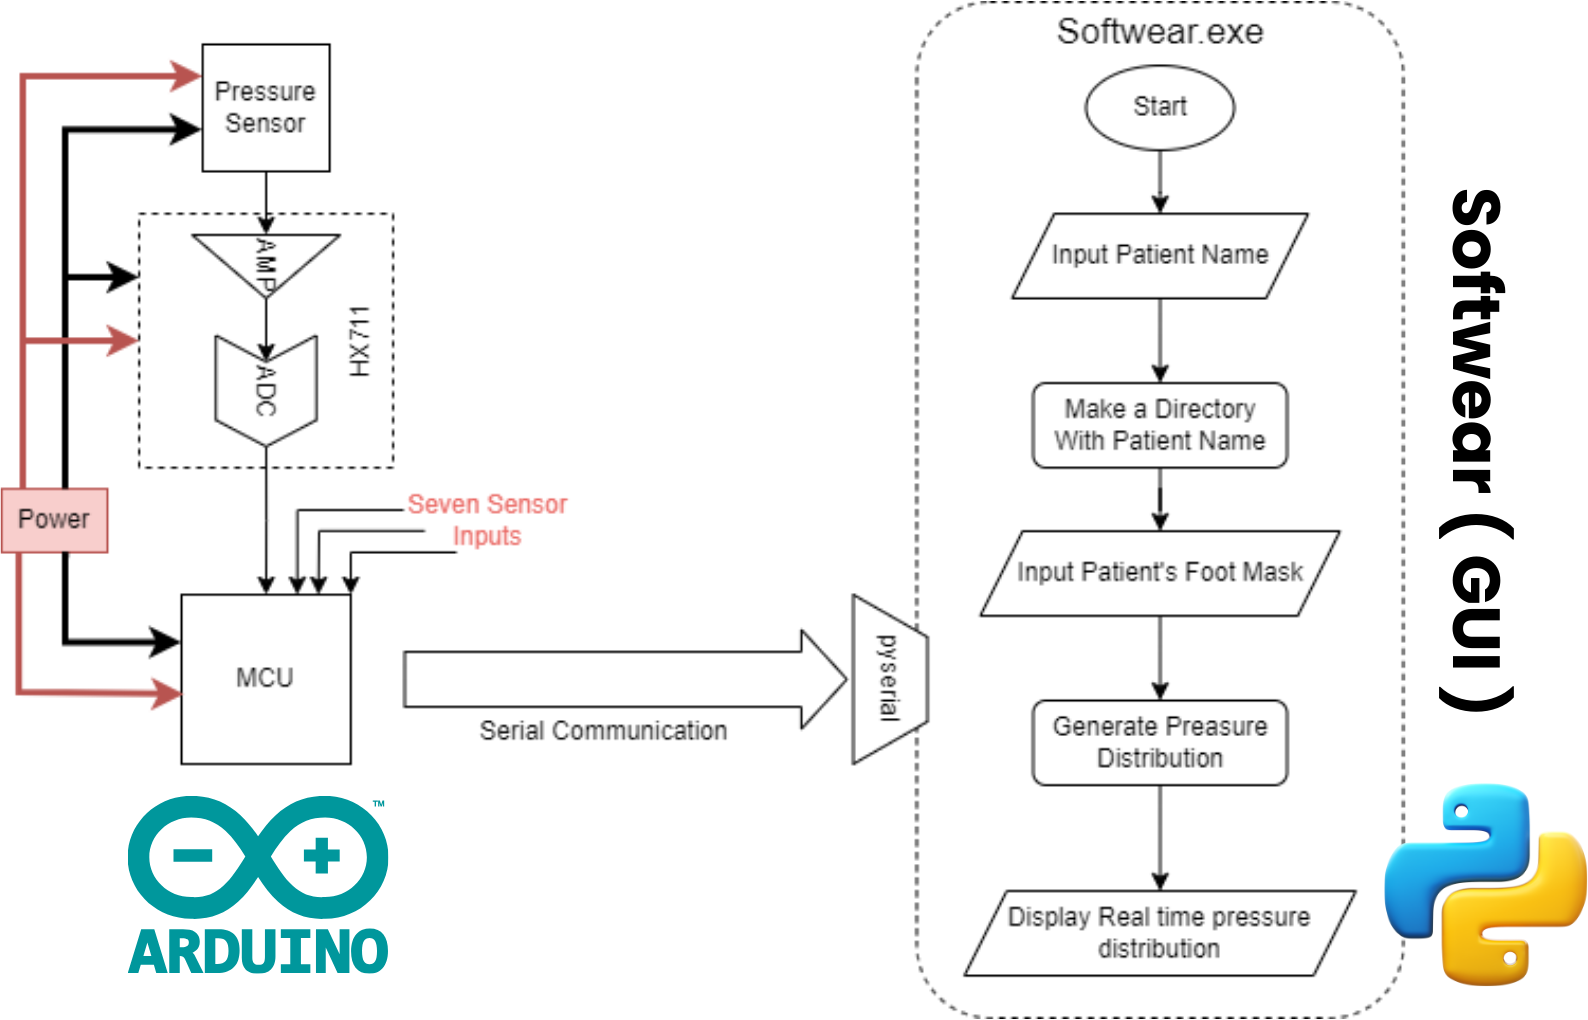 Softwear.exe
Pressure
Sensor
AMP
ADC
HX711
Power
Seven Sensor
Inputs
MCU
Serial Communication
pyserial
ARDUINO
TM
Start
Input Patient Name
Make a Directory
With Patient Name
Input Patient's Foot Mask
Generate Preasure
Distribution
Display Real time pressure
distribution
Softwear ( GUI )